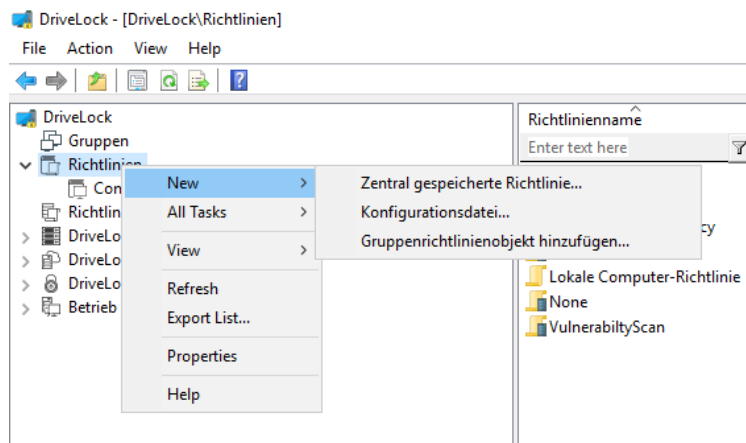 DriveLock - [DriveLock\Richtlinien]
File Action View Help
DriveLock
Gruppen
Richtlinien
Con
Richtlin
DriveLo
DriveLo
DriveLo
Betrieb
New
All Tasks
View
Refresh
Export List...
Properties
Help
Zentral gespeicherte Richtlinie...
Konfigurationsdatei...
Gruppenrichtlinienobjekt hinzufügen...
Richtlinienname
Enter text here
cy
Lokale Computer-Richtlinie
None
VulnerabiltyScan